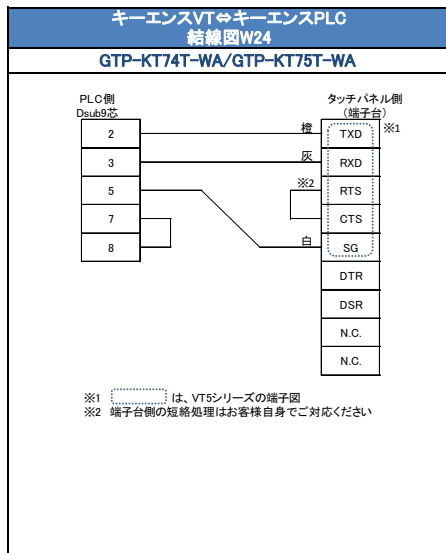 キーエンスVT⇔キーエンスPLC
結線図W24
GTP-KT74T-WA/GTP-KT75T-WA
PLC側
Dsub9芯
タッチパネル側
(端子台)
2
橙
TXD
※1
3
灰
RXD
5
※2
RTS
7
CTS
8
白
SG
DTR
DSR
N.C.
N.C.
※1 は、VT5シリーズの端子図
※2 端子台側の短絡処理はお客様自身でご対応ください